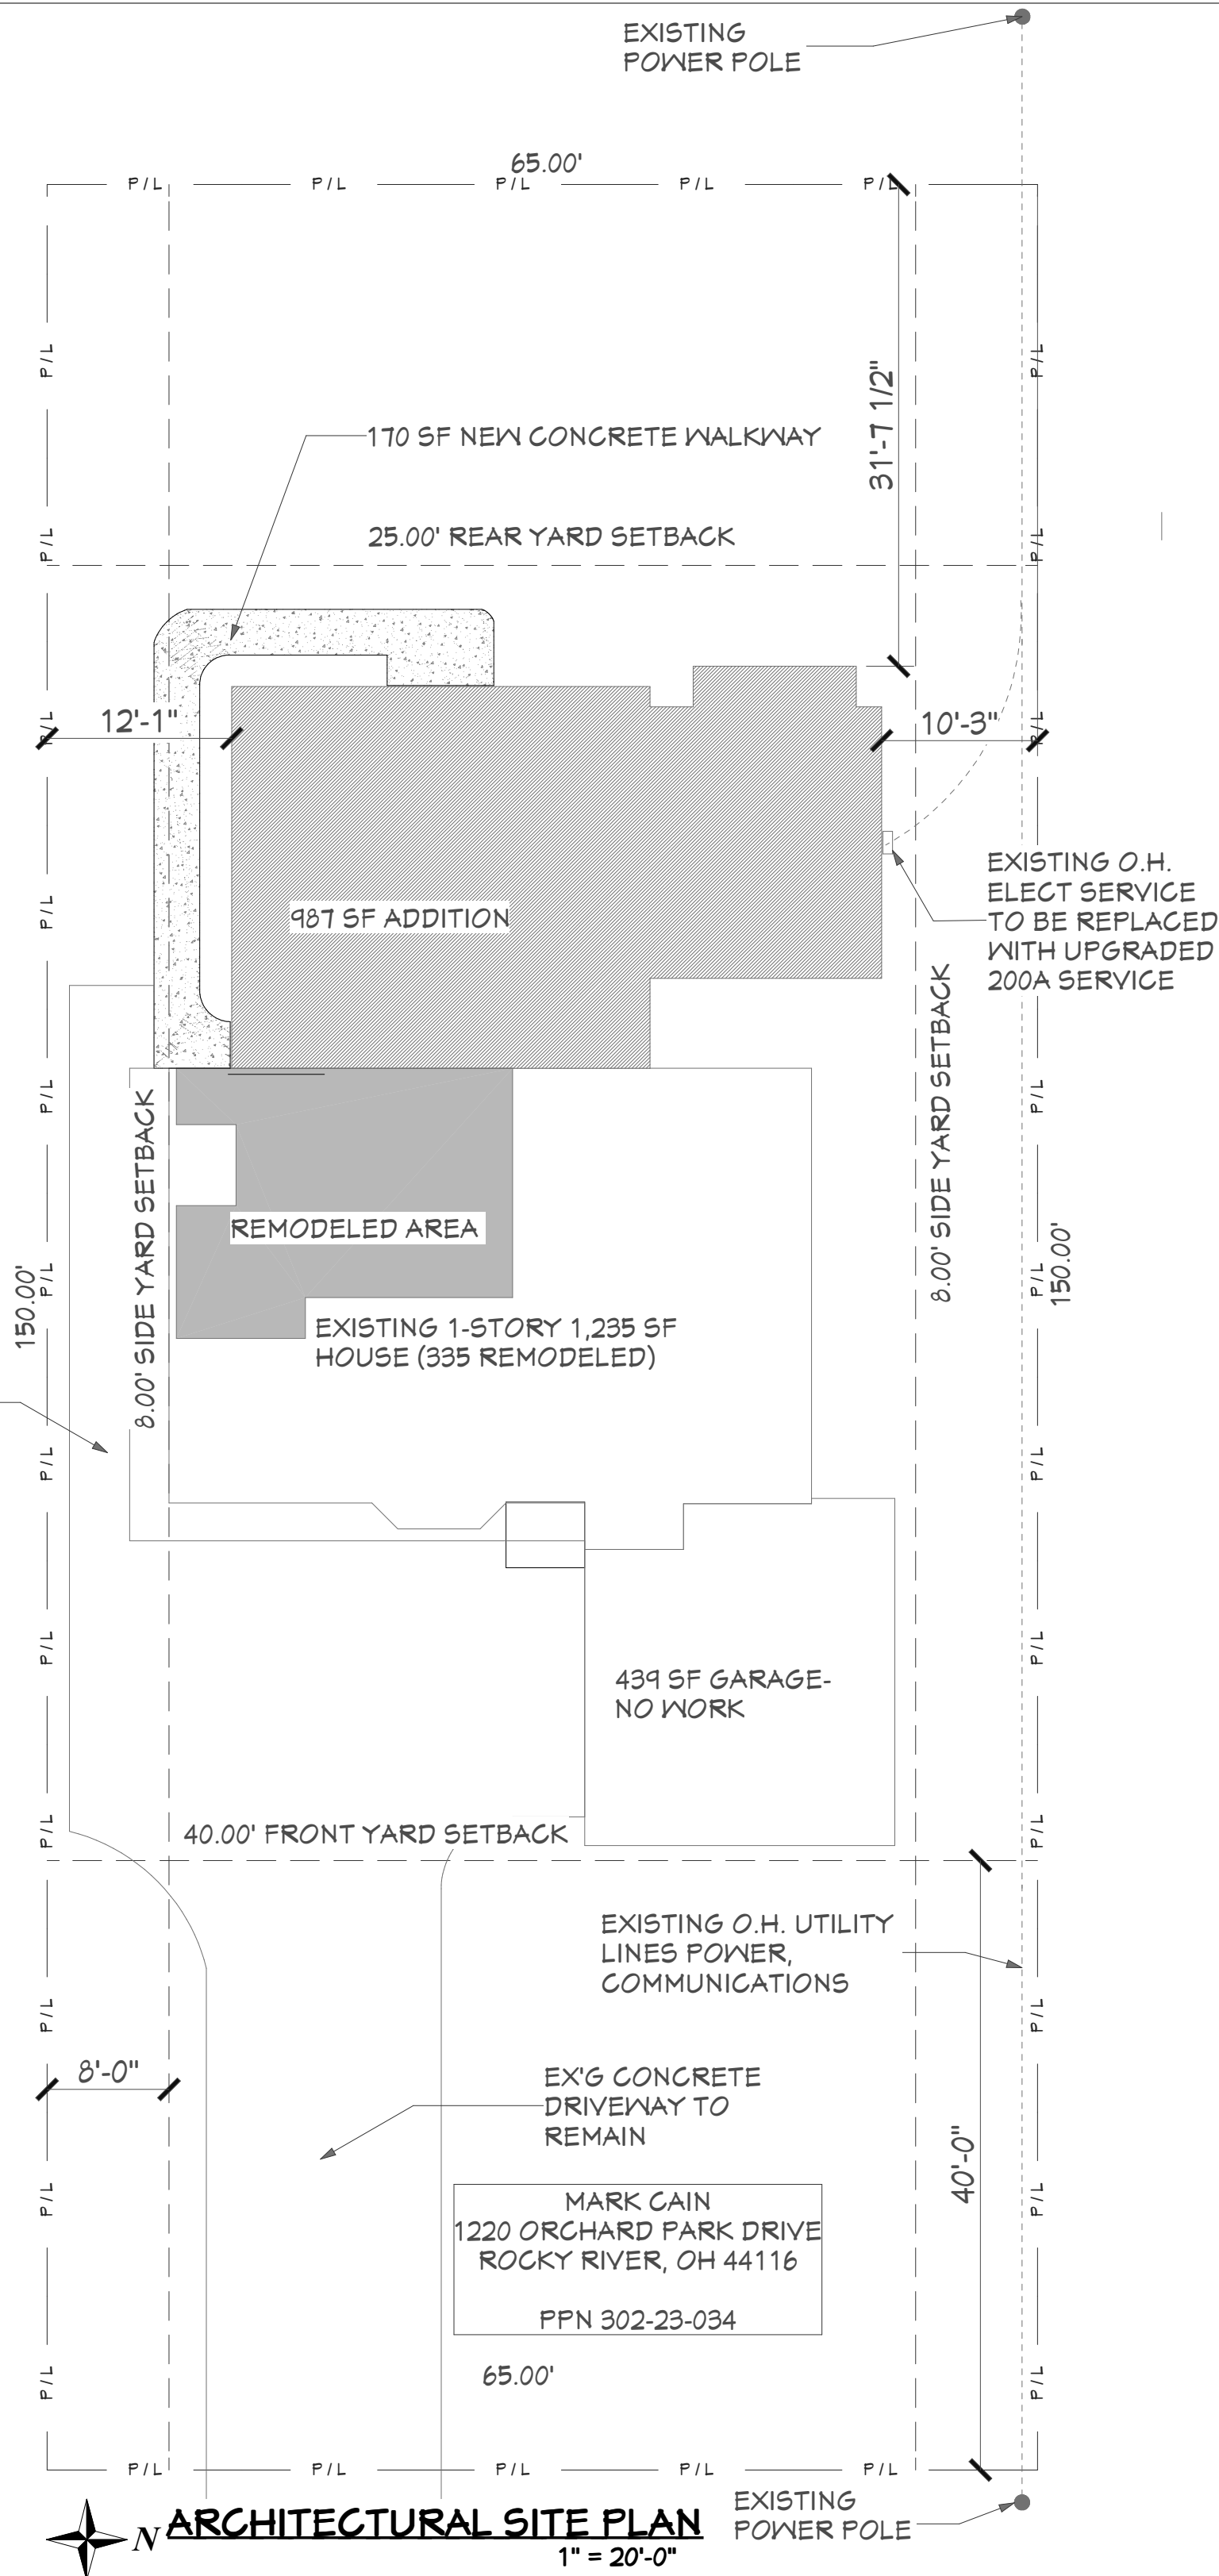 EXISTING
POWER POLE
65.00'
P/L P/L P/L P/L P/L
P/L
P/L
31'-7 1/2"
170 SF NEW CONCRETE WALKWAY
25.00' REAR YARD SETBACK
P/L
P/L
12'-1"
P/L
10'-3"
P/L
987 SF ADDITION
EXISTING O.H.
ELECT SERVICE
TO BE REPLACED
WITH UPGRADED
200A SERVICE
P/L
8.00' SIDE YARD SETBACK
8.00' SIDE YARD SETBACK
P/L
P/L
REMODELED AREA
150.00'
P/L
P/L
150.00'
EXISTING 1-STORY 1,235 SF
HOUSE (335 REMODELED)
P/L
P/L
P/L
P/L
439 SF GARAGE-
NO WORK
P/L
P/L
40.00' FRONT YARD SETBACK
EXISTING O.H. UTILITY
LINES POWER,
COMMUNICATIONS
P/L
P/L
8'-0"
EX'G CONCRETE
DRIVEWAY TO
REMAIN
40'-0"
P/L
P/L
MARK CAIN
1220 ORCHARD PARK DRIVE
ROCKY RIVER, OH 44116
PPN 302-23-034
65.00'
P/L
P/L
P/L P/L P/L P/L P/L
N
ARCHITECTURAL SITE PLAN
1" = 20'-0"
EXISTING
POWER POLE